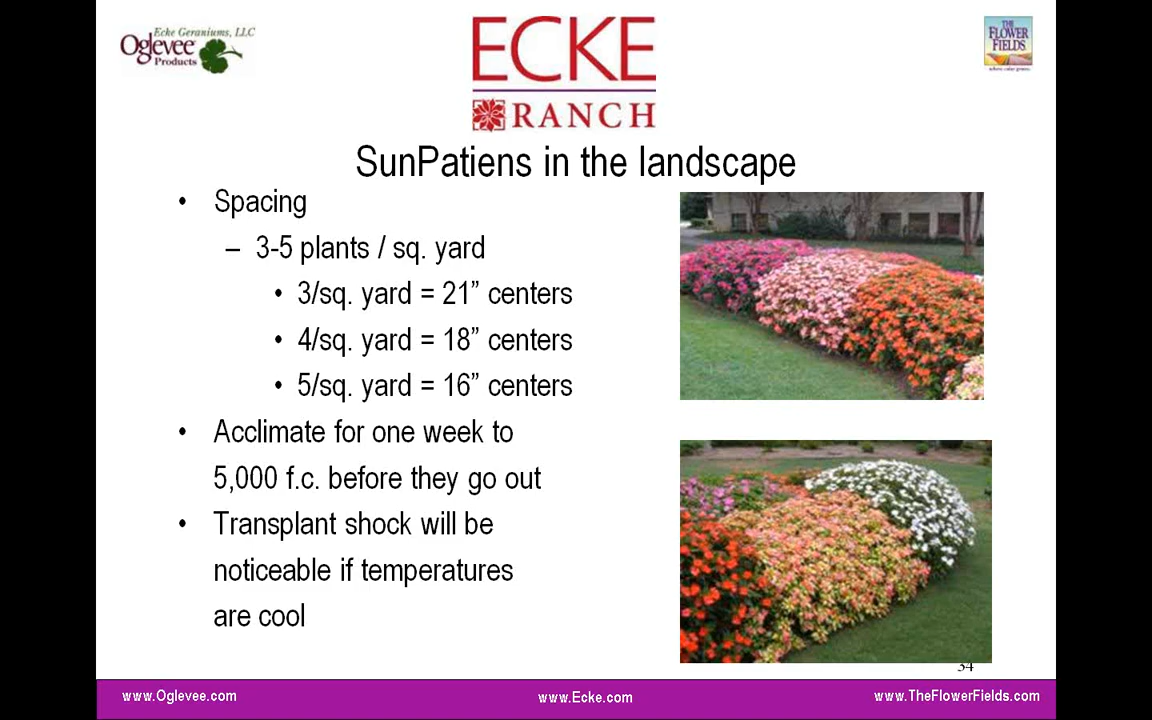 Ecke Geraniums, LLC
Oglevee
Products
ECKE
RANCH
THE
FLOWER
FIELDS
SunPatiens in the landscape
• Spacing
– 3-5 plants / sq. yard
• 3/sq. yard = 21” centers
• 4/sq. yard = 18” centers
• 5/sq. yard = 16” centers
• Acclimate for one week to
5,000 f.c. before they go out
• Transplant shock will be
noticeable if temperatures
are cool
34
www.Oglevee.com
www.Ecke.com
www.TheFlowerFields.com